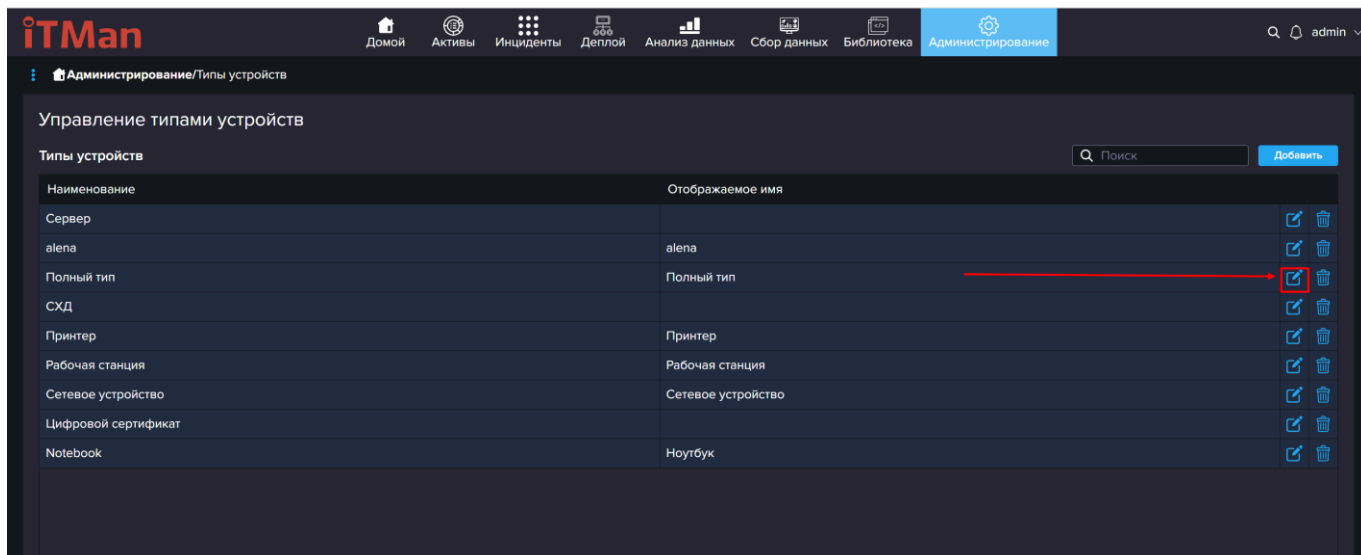 iTMan
Домой Активы Инциденты Деплой Анализ данных Сбор данных Библиотека Администрирование admin
Администрирование/Типы устройств
Управление типами устройств
Типы устройств Поиск Добавить
Наименование Отображаемое имя
Сервер
alena alena
Полный тип Полный тип
СХД
Принтер Принтер
Рабочая станция Рабочая станция
Сетевое устройство Сетевое устройство
Цифровой сертификат
Notebook Ноутбук